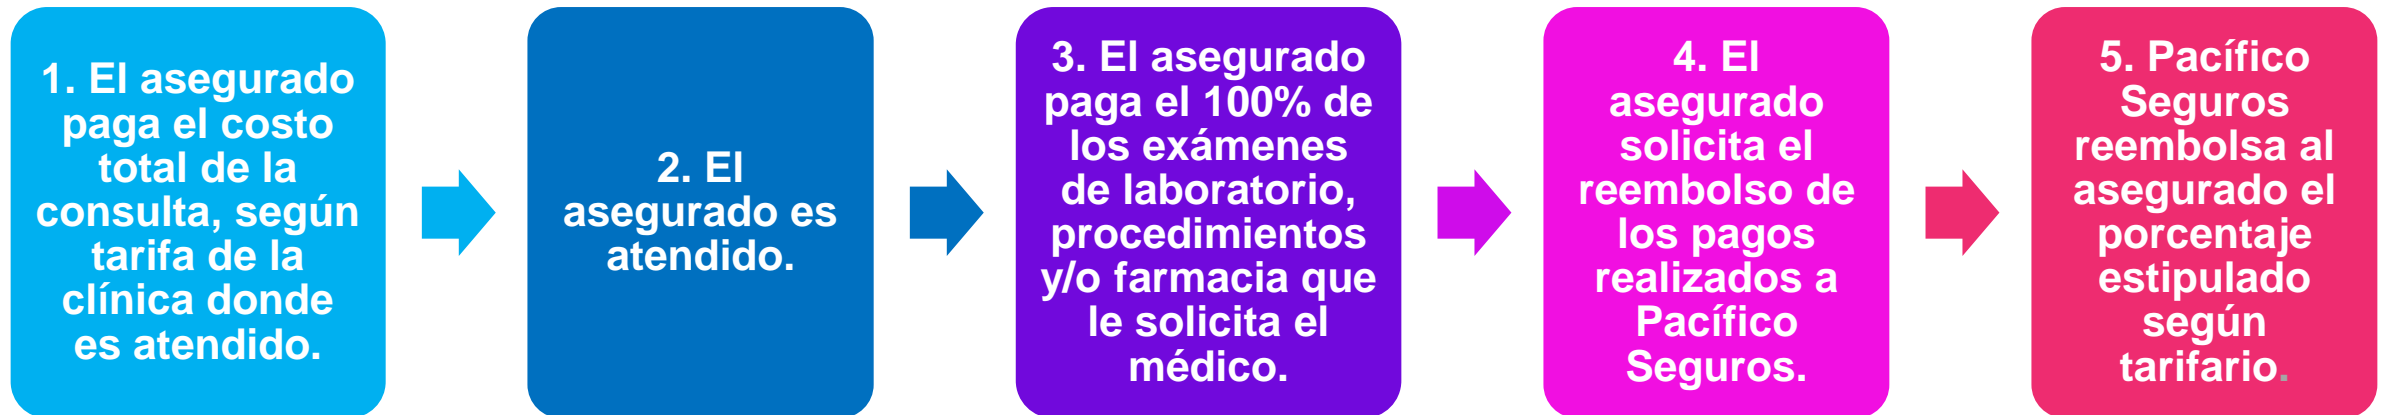 1. El asegurado
paga el costo
total de la
consulta, según
tarifa de la
clínica donde
es atendido.
2. El
asegurado es
atendido.
3. El asegurado
paga el 100% de
los exámenes
de laboratorio,
procedimientos
y/o farmacia que
le solicita el
médico.
4. El
asegurado
solicita el
reembolso de
los pagos
realizados a
Pacífico
Seguros.
5. Pacífico
Seguros
reembolsa al
asegurado el
porcentaje
estipulado
según
tarifario.